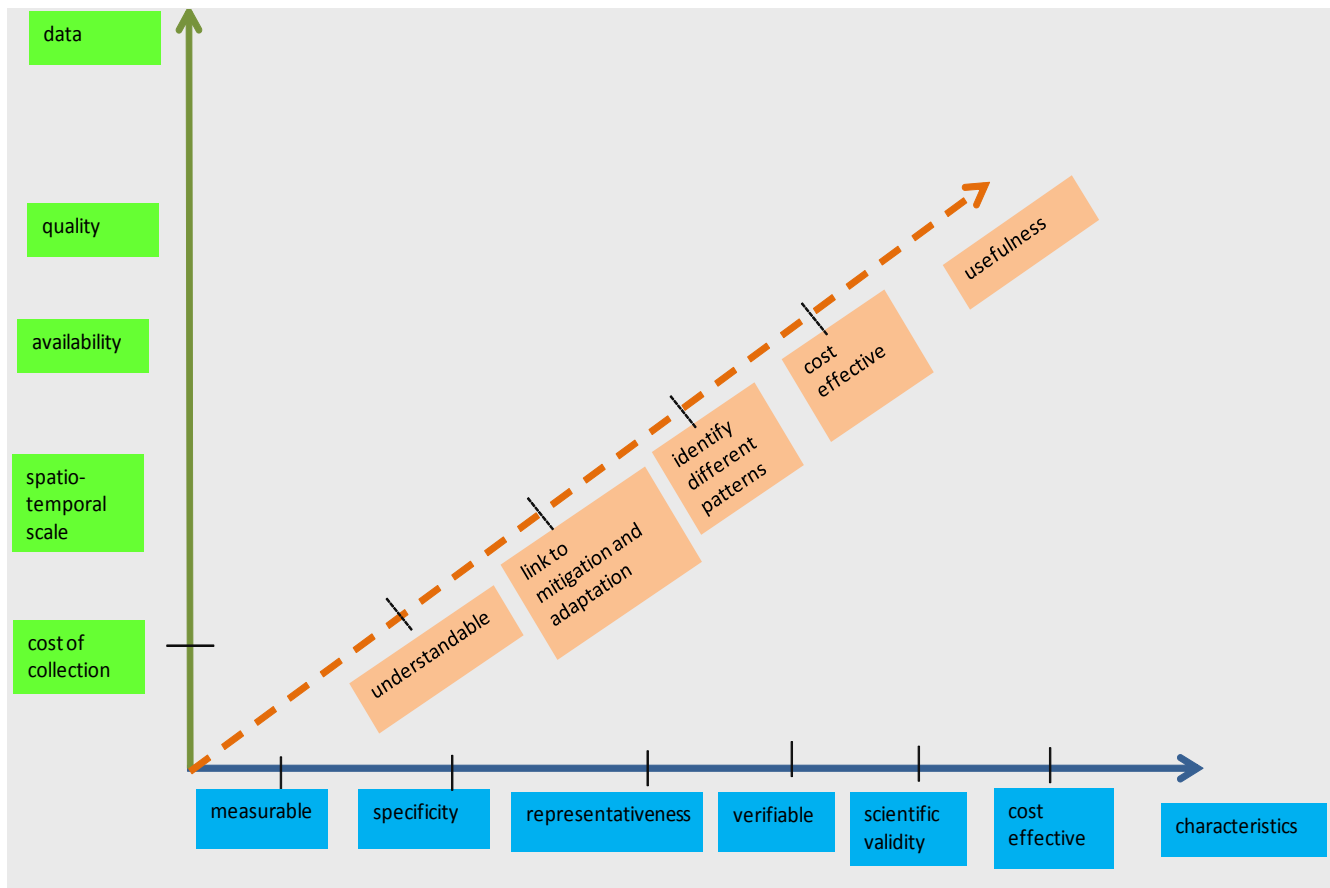 data
quality
availability
spatio-
temporal
scale
cost of
collection
usefulness
cost
effective
identify
different
patterns
link to
mitigation and
adaptation
understandable
measurable
specificity
representativeness
verifiable
scientific
validity
cost
effective
characteristics